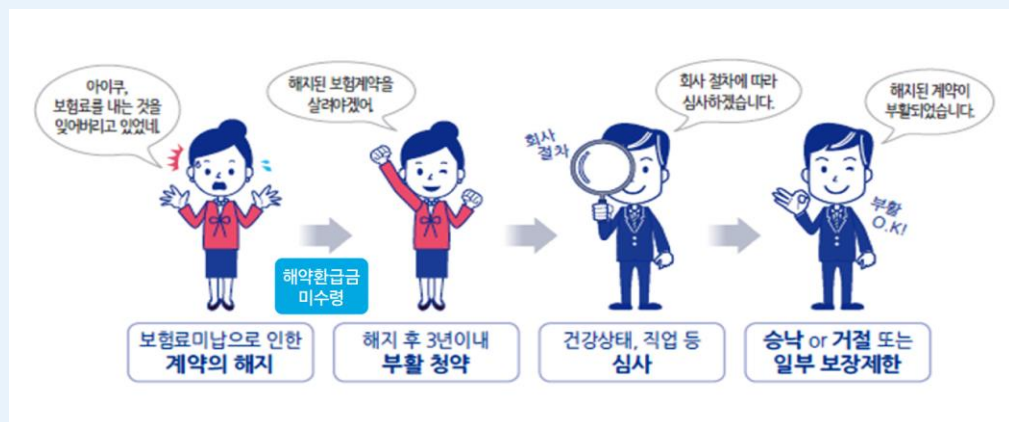 아이쿠,
보험료를 내는 것을
잊어버리고 있었네.
해지된 보험계약을
살려야겠어.
회사 절차에 따라
심사하겠습니다.
해지된 계약이
부활되었습니다.
회사
절차
부활
O.K!
해약환급금
미수령
보험료미납으로 인한
계약의 해지
해지 후 3년이내
부활 청약
건강상태, 직업 등
심사
승낙 or 거절 또는
일부 보장제한